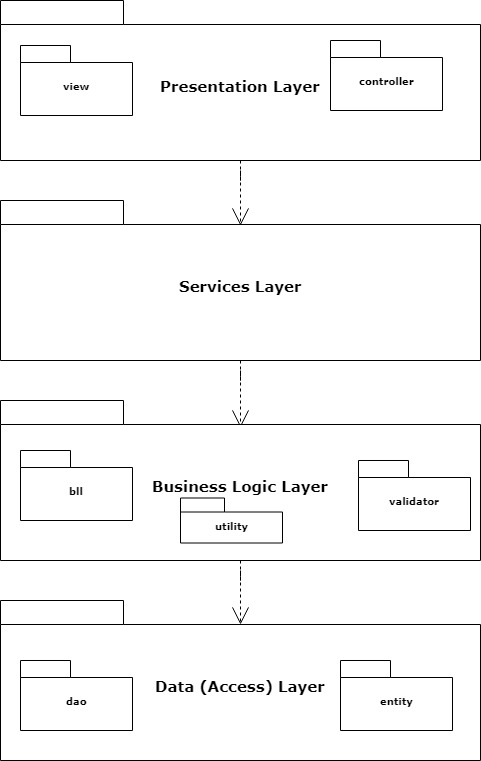 view
Presentation Layer
controller
Services Layer
bll
Business Logic Layer
utility
validator
dao
Data (Access) Layer
entity